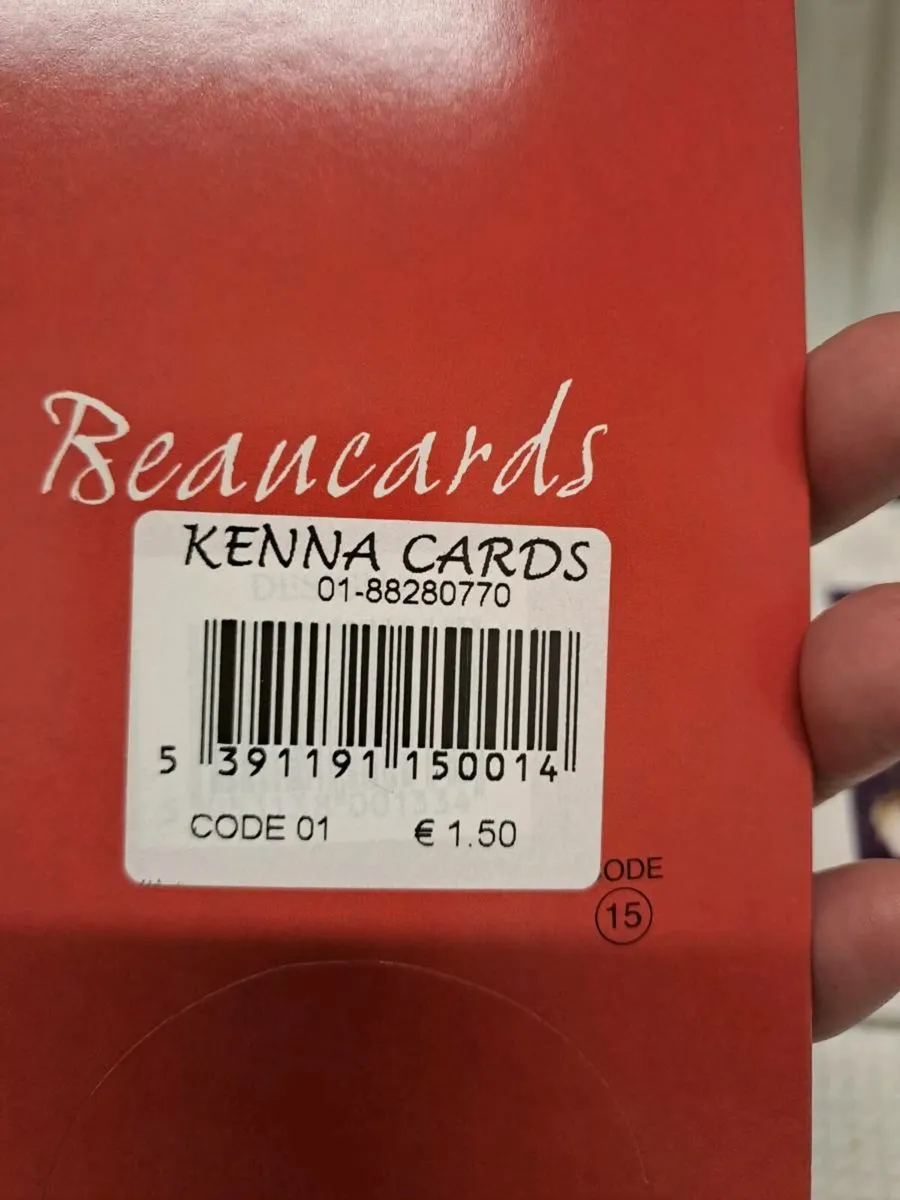 Beaucards
KENNA CARDS
01-88280770
5 391191 150014
CODE 01 € 1.50
ODE
15